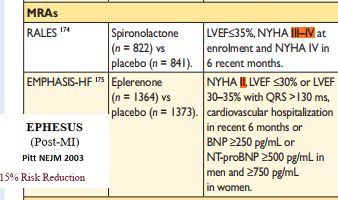 MRAs
RALES 174
Spironolactone
(n = 822) vs
placebo (n = 841).
LVEF≤35%, NYHA III–IV at
enrolment and NYHA IV in
6 recent months.
EMPHASIS-HF 175
Eplerenone
(n = 1364) vs
placebo (n = 1373).
NYHA II, LVEF ≤30% or LVEF
30–35% with QRS >130 ms,
cardiovascular hospitalization
in recent 6 months or
BNP ≥250 pg/mL or
NT-proBNP ≥500 pg/mL in
men and ≥750 pg/mL
in women.
EPHESUS
(Post-MI)
Pitt NEJM 2003
15% Risk Reduction